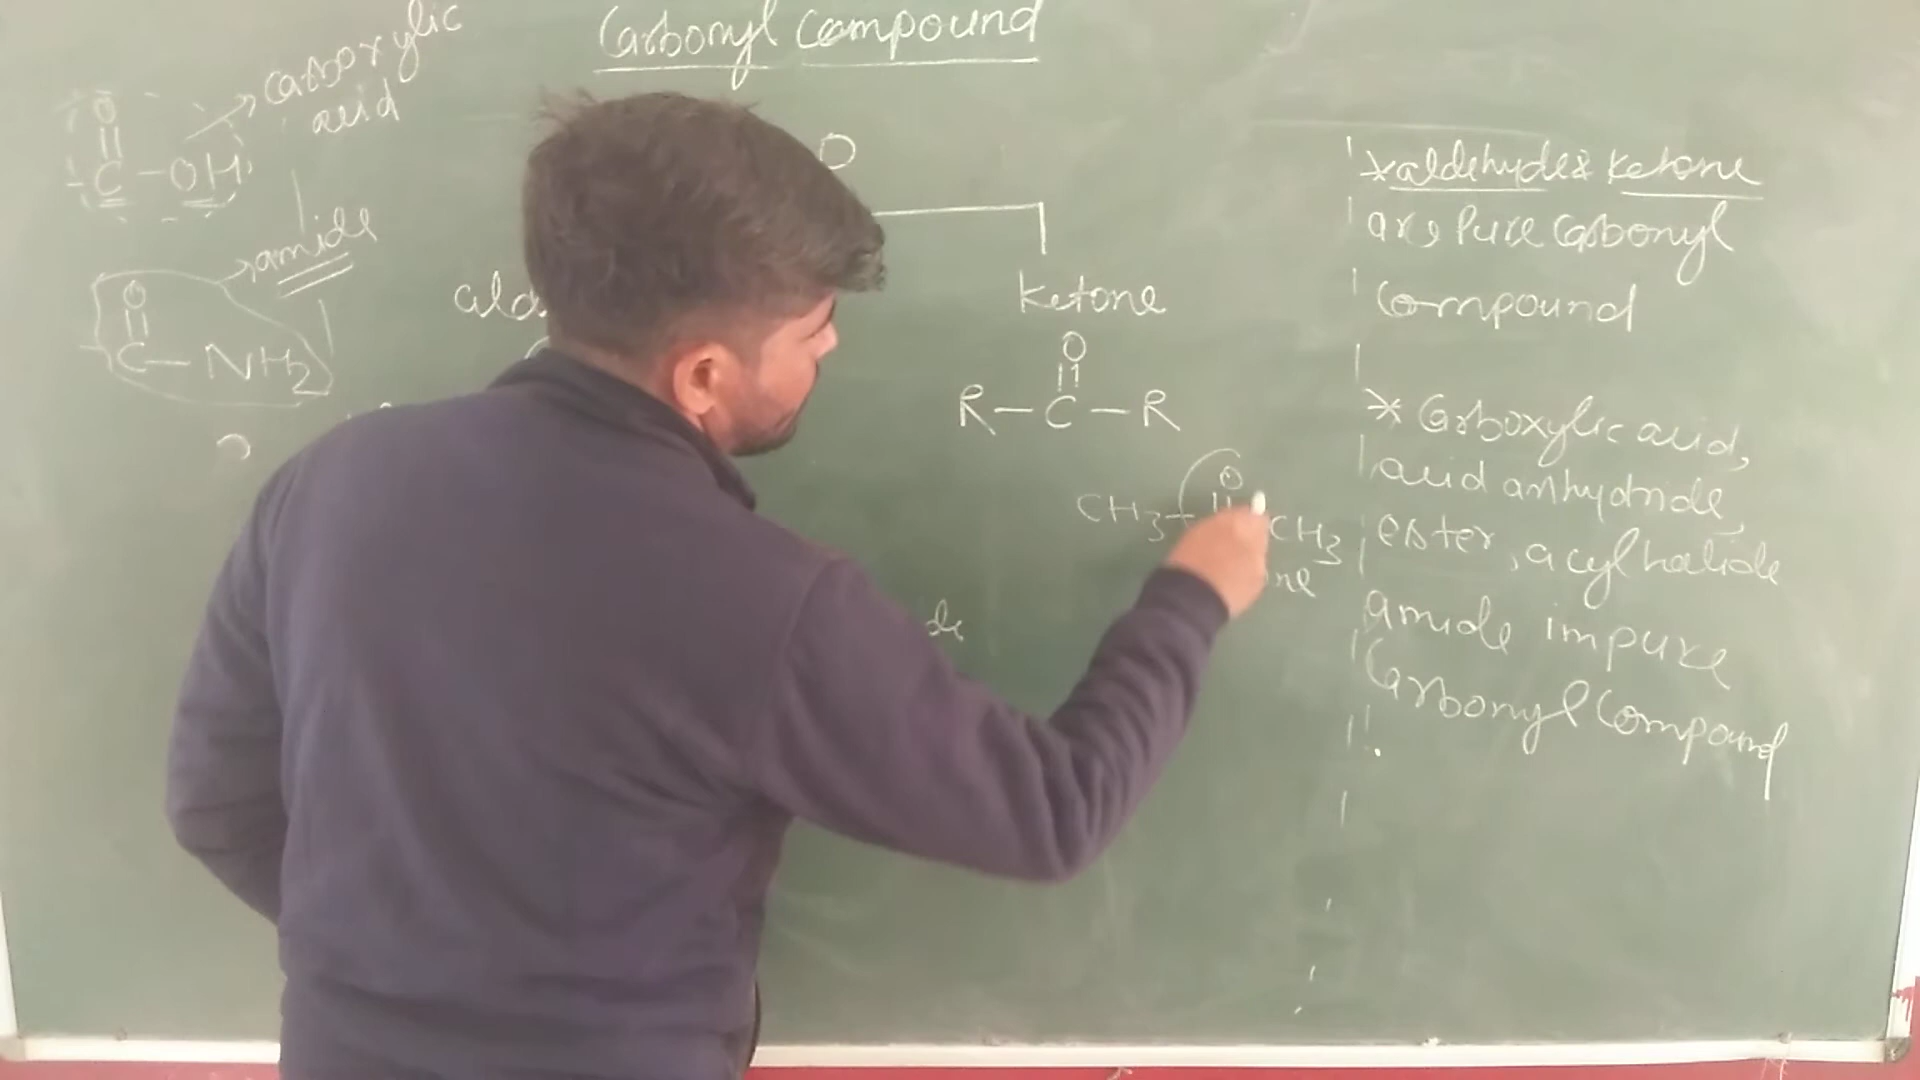 Carbonyl Compound
O
||
-C-OH
carboxylic
acid
O
||
-C-NH2
amide
O
ketone
O
||
R-C-R
O
CH3
CH3
*aldehyde & ketone
are Pure Carbonyl
Compound
* Carboxylic acid,
acid anhydride,
ester, acyl halide
amide impure
Carbonyl Compound